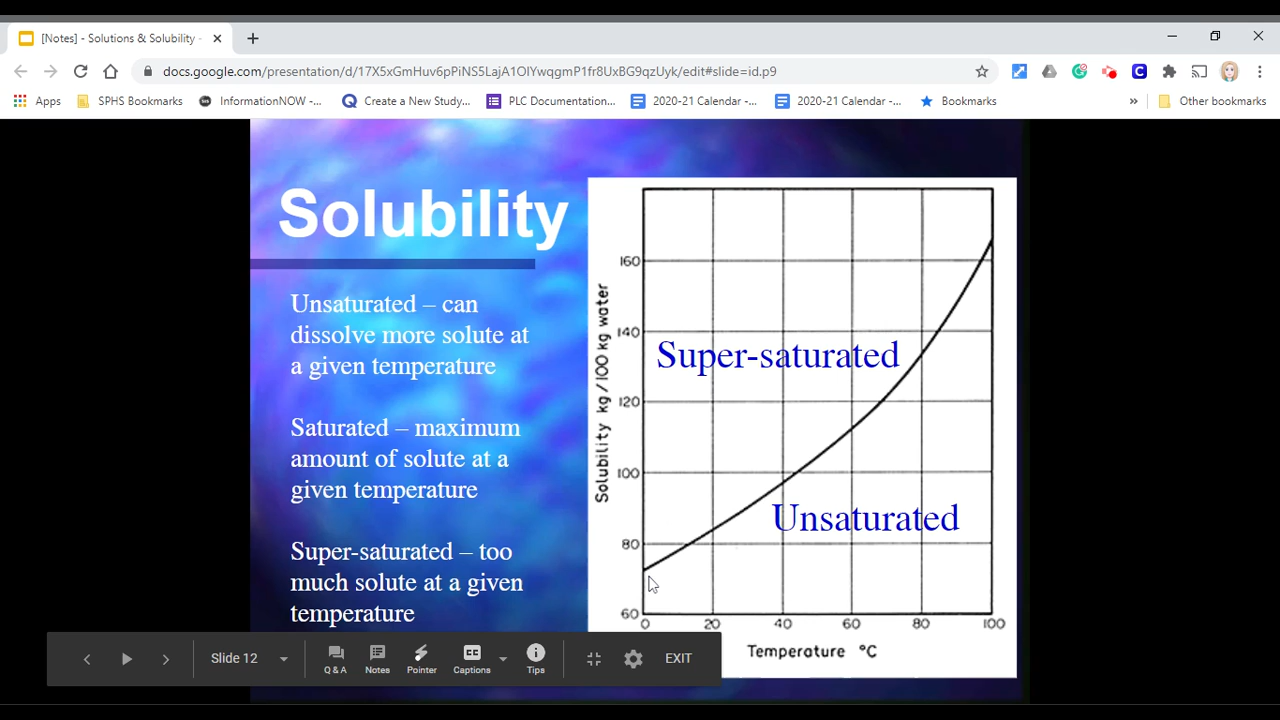 [Notes] - Solutions & Solubility -
docs.google.com/presentation/d/17X5xGmHuv6pPiNS5LajA1OIYwqgmP1fr8UxBG9qzUyk/edit#slide=id.p9
Apps SPHS Bookmarks InformationNOW -... Create a New Study... PLC Documentation... 2020-21 Calendar -... 2020-21 Calendar -... Bookmarks » Other bookmarks
Solubility
Unsaturated – can
dissolve more solute at
a given temperature
Saturated – maximum
amount of solute at a
given temperature
Super-saturated – too
much solute at a given
temperature
Solubility kg / 100 kg water
160
140
Super-saturated
120
100
Unsaturated
80
60
0 20 40 60 80 100
Temperature °C
Slide 12 Q & A Notes Pointer Captions Tips EXIT